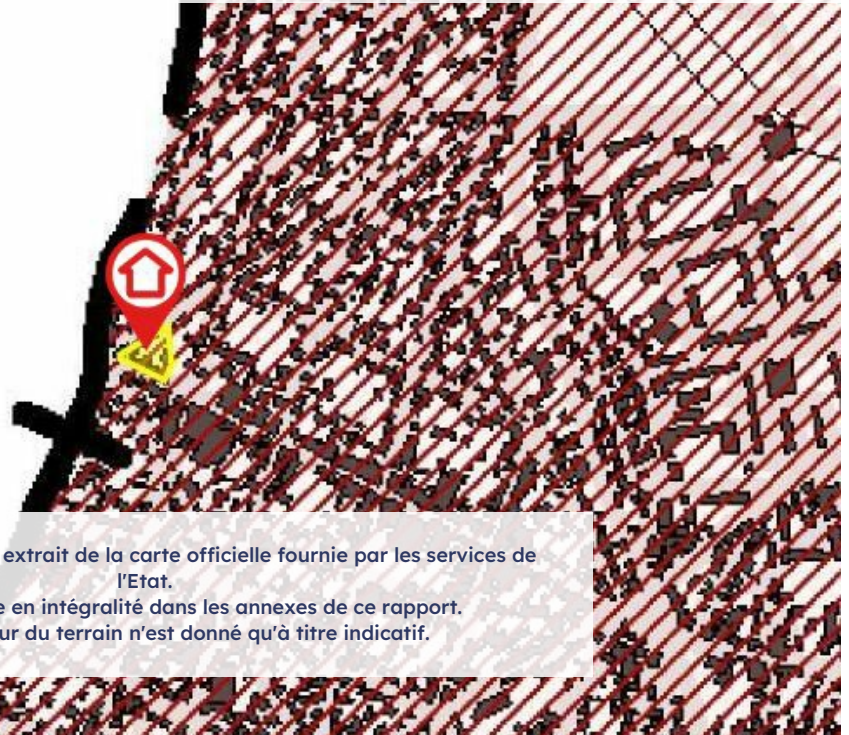 extrait de la carte officielle fournie par les services de
l'Etat.
en intégralité dans les annexes de ce rapport.
du terrain n'est donné qu'à titre indicatif.